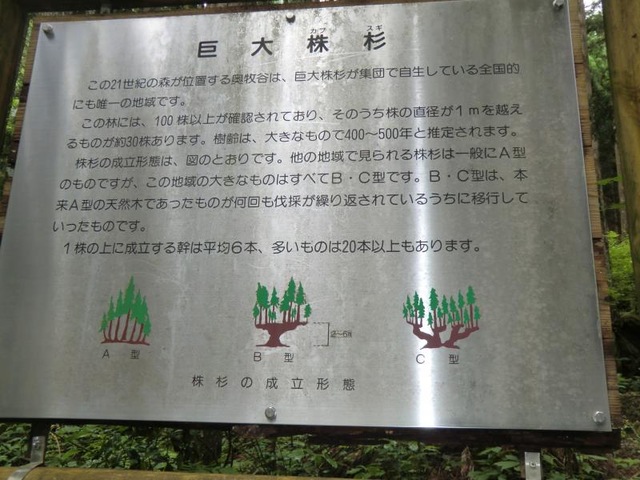 カブ スギ
巨大株杉
この21世紀の森が位置する奥牧谷は、巨大株杉が集団で自生している全国的
にも唯一の地域です。
この林には、100株以上が確認されており、そのうち株の直径が1mを越え
るものが約30株あります。樹齢は、大きなもので400〜500年と推定されます。
株杉の成立形態は、図のとおりです。他の地域で見られる株杉は一般にA型
のものですが、この地域の大きなものはすべてB・C型です。B・C型は、本
来A型の天然木であったものが何回も伐採が繰り返されているうちに移行して
いったものです。
1株の上に成立する幹は平均6本、多いものは20本以上もあります。
A 型
B 型
C 型
株杉の成立形態